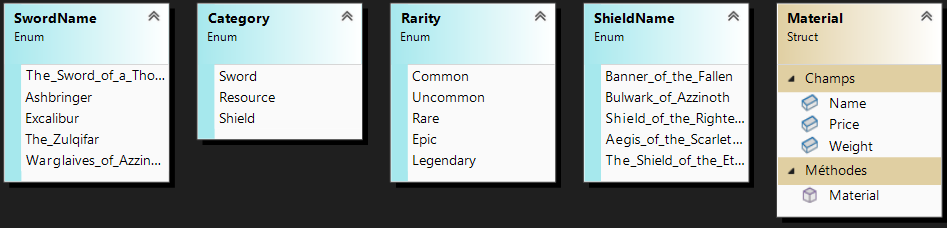 SwordName
Enum
The_Sword_of_a_Tho...
Ashbringer
Excalibur
The_Zulqifar
Warglaives_of_Azzin...
Category
Enum
Sword
Resource
Shield
Rarity
Enum
Common
Uncommon
Rare
Epic
Legendary
ShieldName
Enum
Banner_of_the_Fallen
Bulwark_of_Azzinoth
Shield_of_the_Righte...
Aegis_of_the_Scarlet...
The_Shield_of_the_Et...
Material
Struct
Champs
Name
Price
Weight
Méthodes
Material